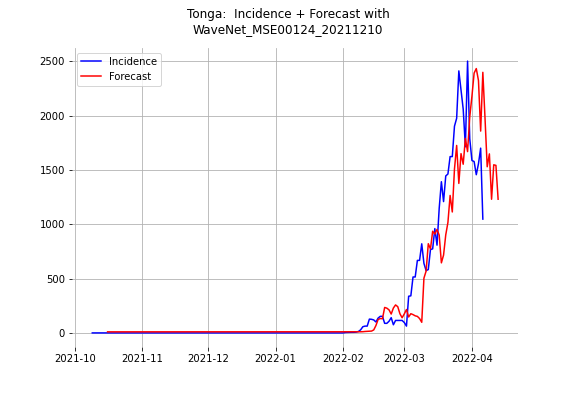 Tonga:  Incidence + Forecast with
WaveNet_MSE00124_20211210
Incidence
Forecast
2500
2000
1500
1000
500
0
2021-10 2021-11 2021-12 2022-01 2022-02 2022-03 2022-04